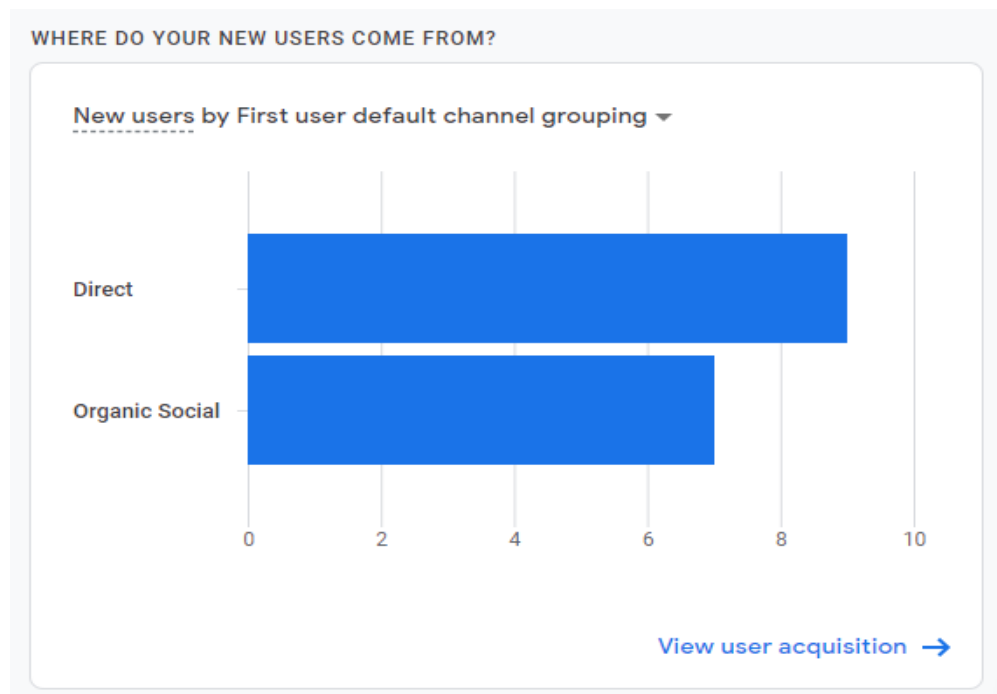 WHERE DO YOUR NEW USERS COME FROM?
New users by First user default channel grouping
Direct
Organic Social
0 2 4 6 8 10
View user acquisition